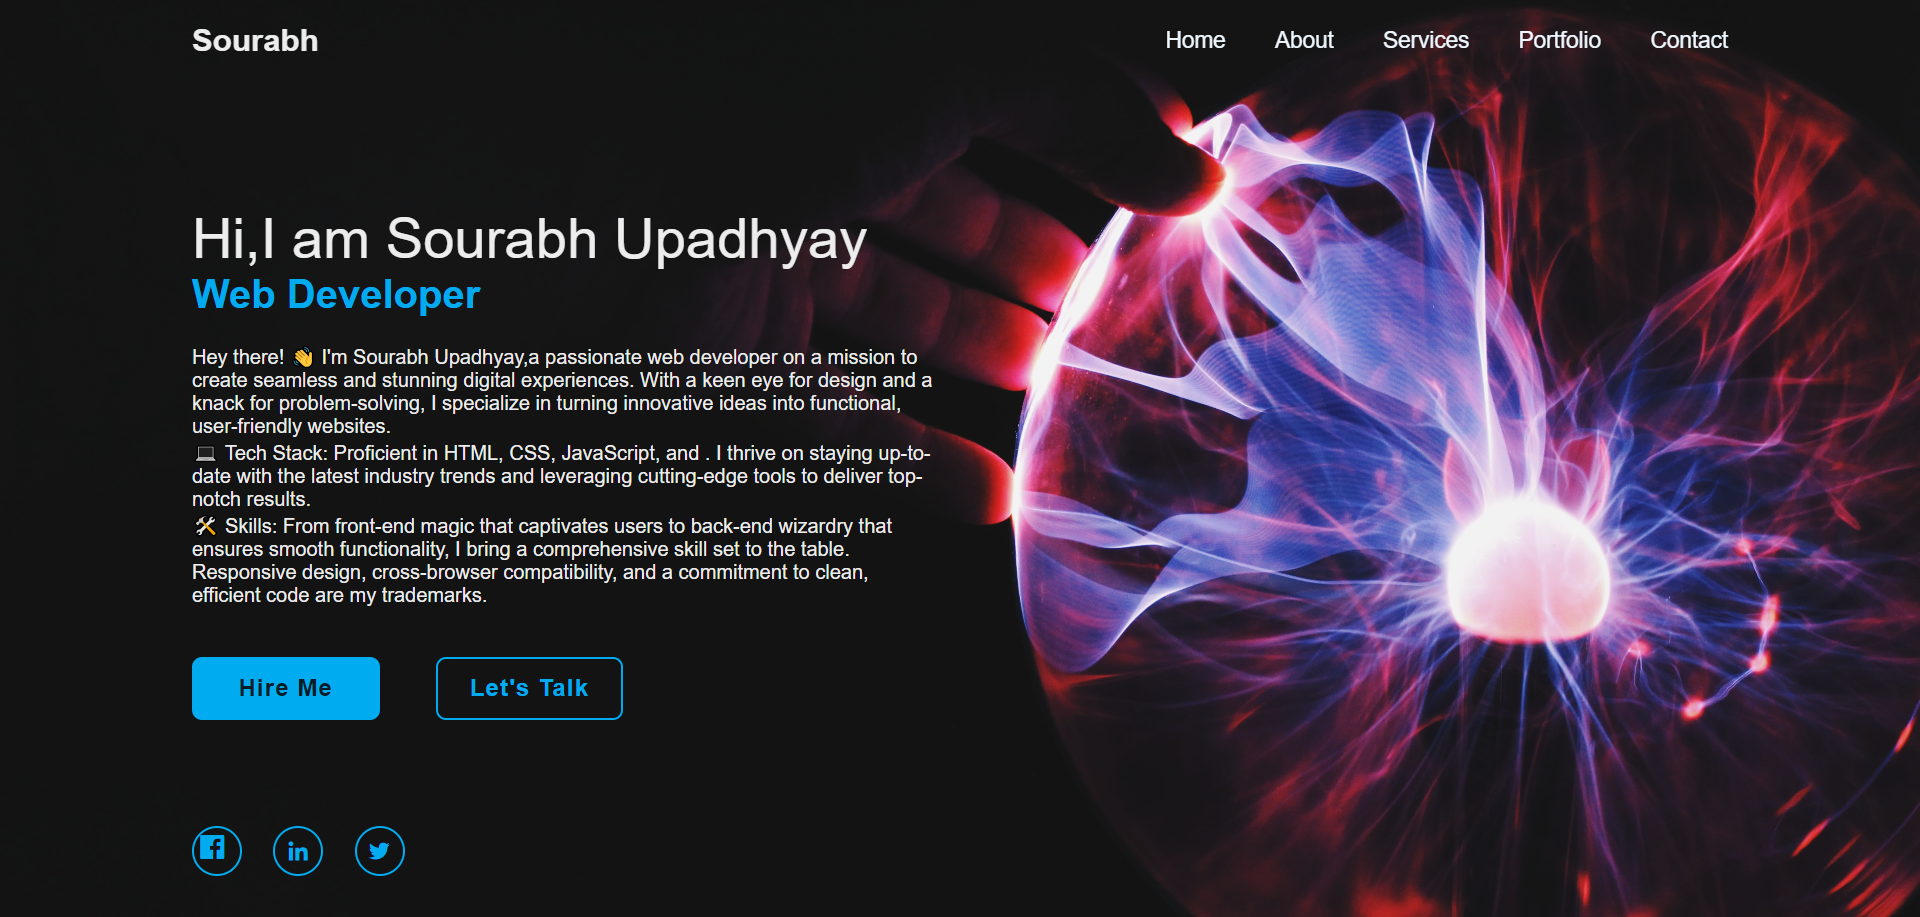 Sourabh
Home About Services Portfolio Contact
Hi,I am Sourabh Upadhyay
Web Developer
Hey there! 👋 I'm Sourabh Upadhyay,a passionate web developer on a mission to
create seamless and stunning digital experiences. With a keen eye for design and a
knack for problem-solving, I specialize in turning innovative ideas into functional,
user-friendly websites.
💻 Tech Stack: Proficient in HTML, CSS, JavaScript, and . I thrive on staying up-to-
date with the latest industry trends and leveraging cutting-edge tools to deliver top-
notch results.
🛠️ Skills: From front-end magic that captivates users to back-end wizardry that
ensures smooth functionality, I bring a comprehensive skill set to the table.
Responsive design, cross-browser compatibility, and a commitment to clean,
efficient code are my trademarks.
Hire Me
Let's Talk